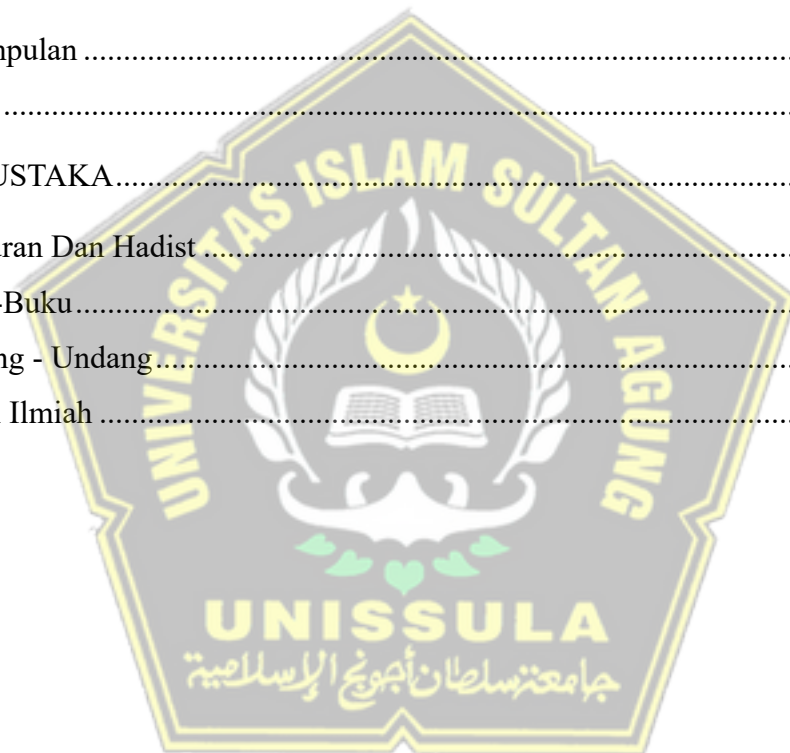 npulan ....................................................................................
....................................................................................
USTAKA....................................................................................
ran Dan Hadist ....................................................................................
-Buku....................................................................................
ng - Undang....................................................................................
Ilmiah ....................................................................................
UNIVERSITAS ISLAM SULTAN AGUNG
UNISSULA
جامعة سلطان أجونج الإسلامية